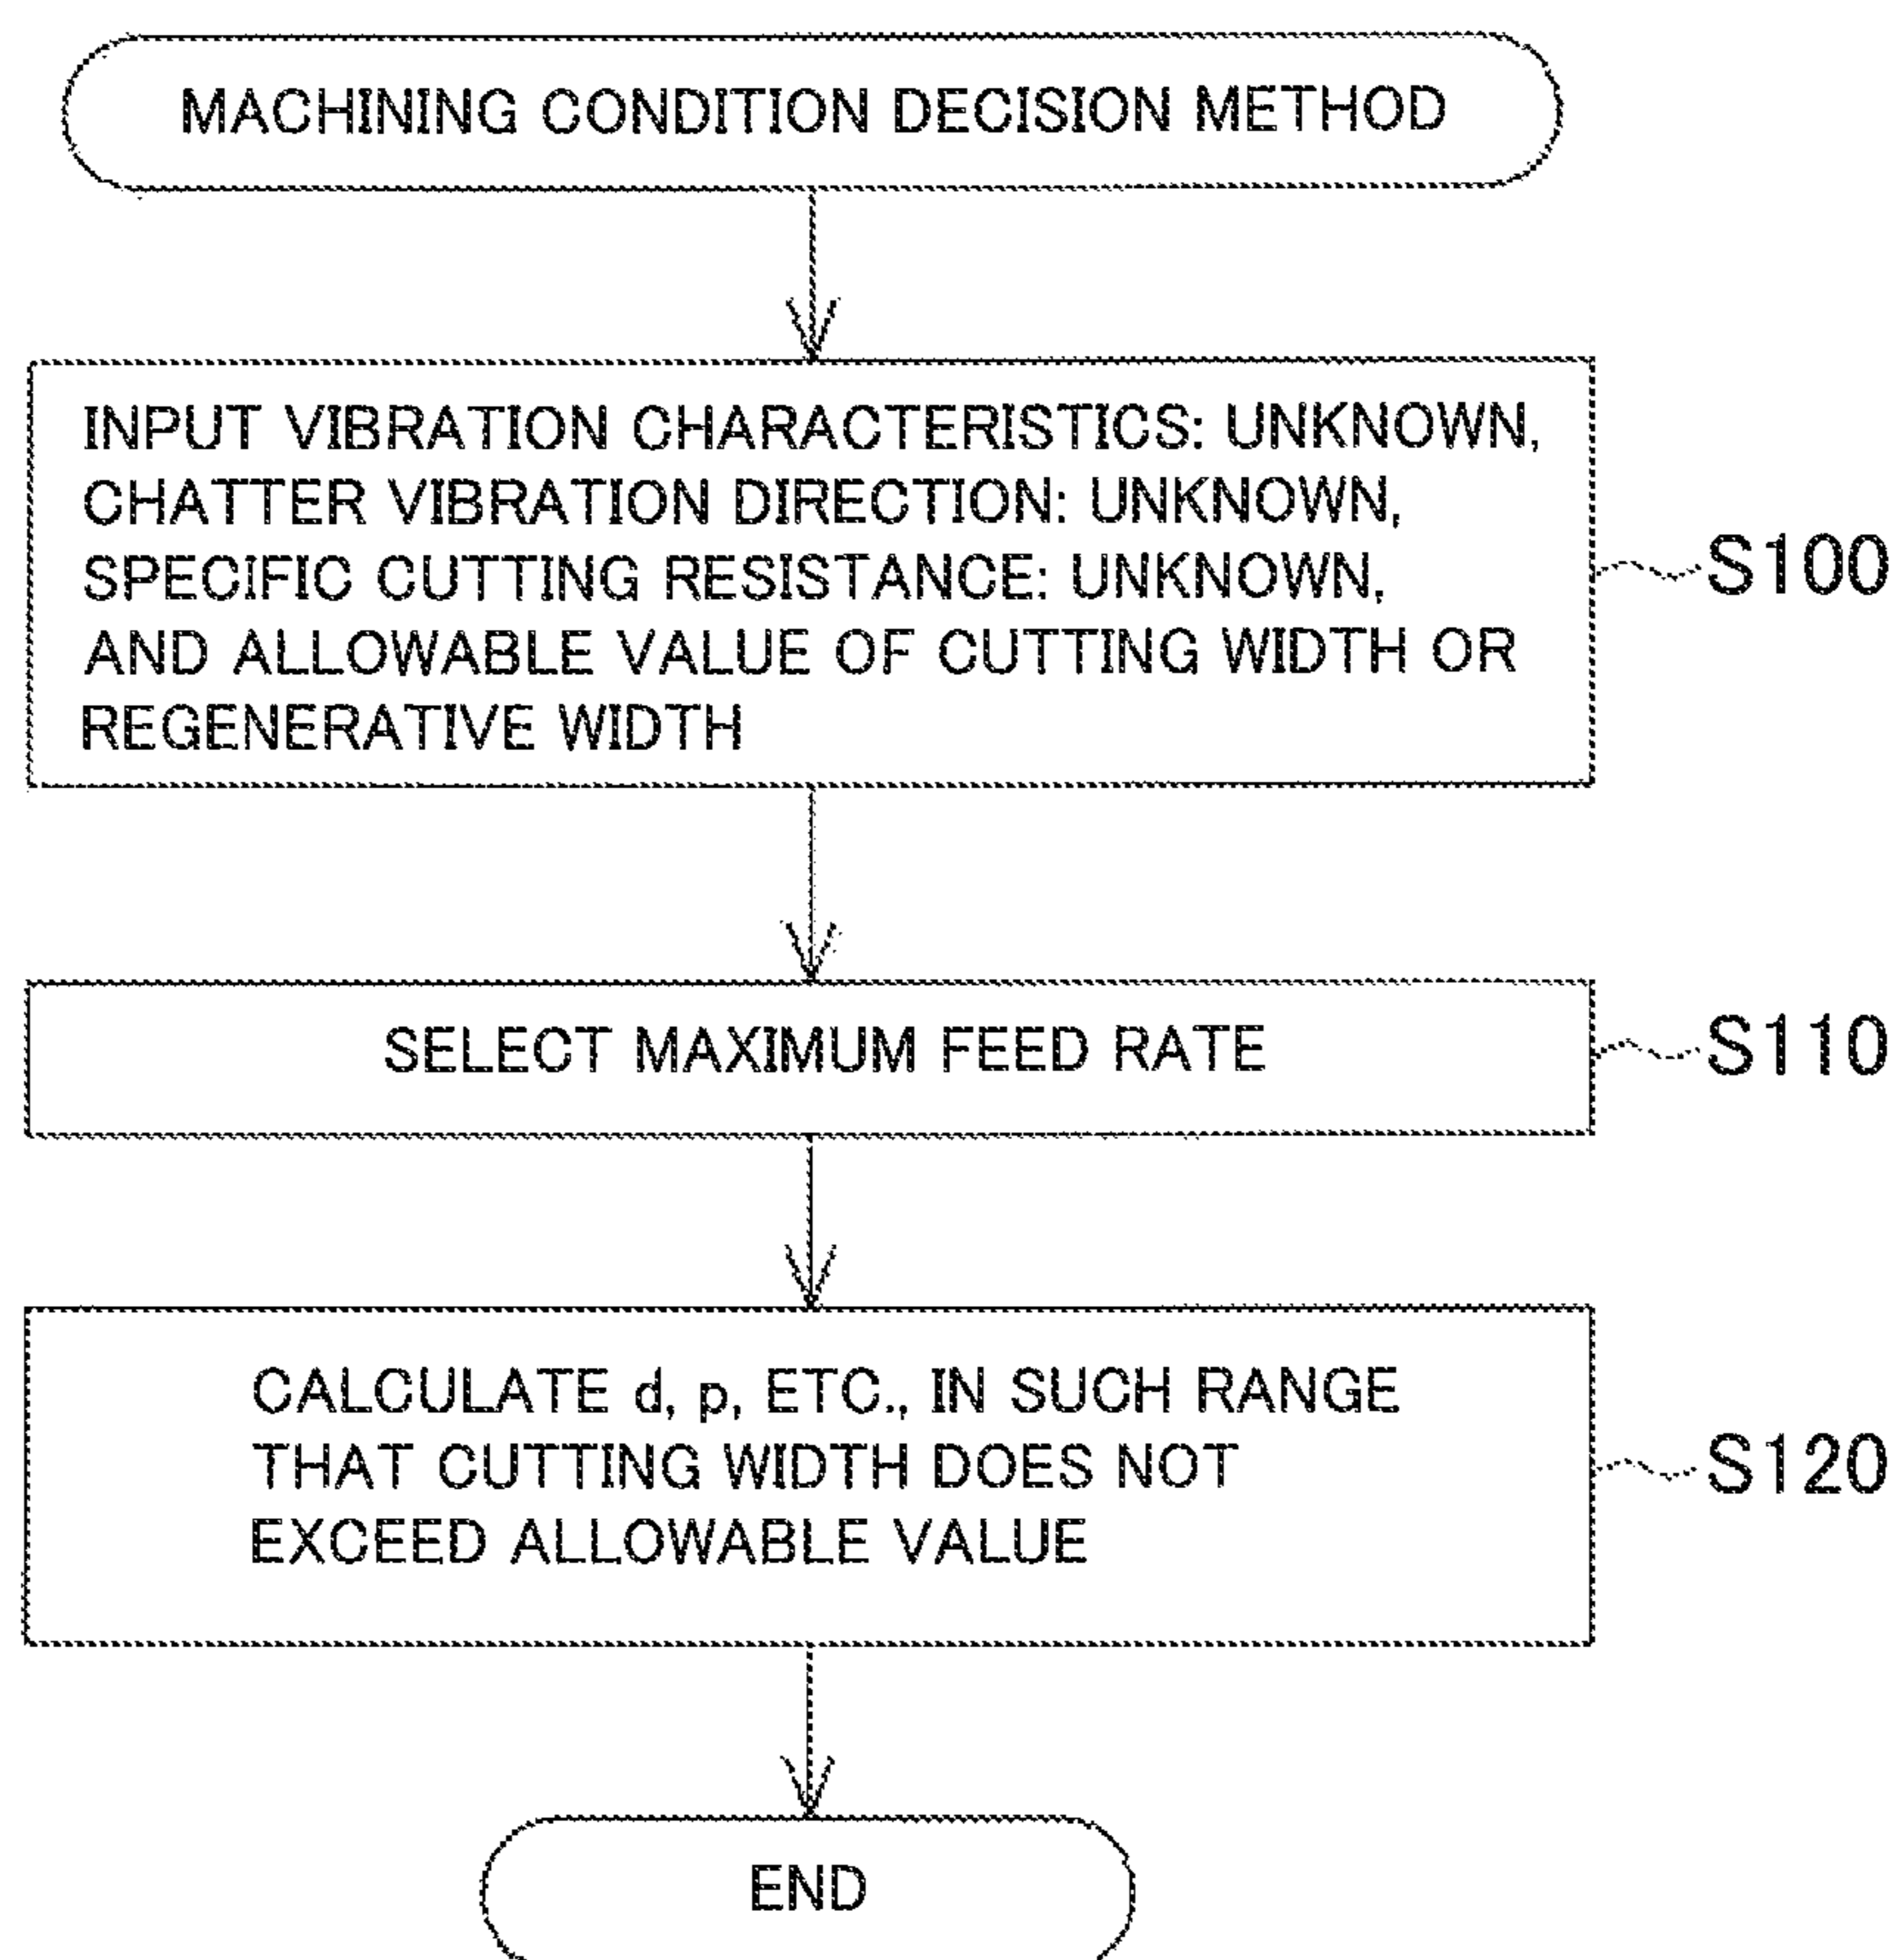 MACHINING CONDITION DECISION METHOD
INPUT VIBRATION CHARACTERISTICS: UNKNOWN,
CHATTER VIBRATION DIRECTION: UNKNOWN,
SPECIFIC CUTTING RESISTANCE: UNKNOWN,
AND ALLOWABLE VALUE OF CUTTING WIDTH OR
REGENERATIVE WIDTH
S100
SELECT MAXIMUM FEED RATE
S110
CALCULATE d, p, ETC., IN SUCH RANGE
THAT CUTTING WIDTH DOES NOT
EXCEED ALLOWABLE VALUE
S120
END